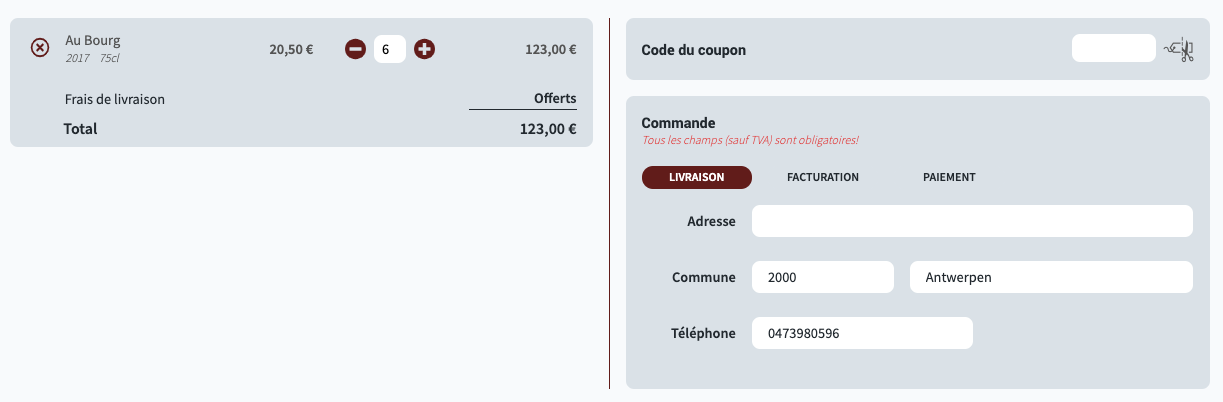 Au Bourg
2017 75cl
20,50 €
6
123,00 €
Frais de livraison
Offerts
Total
123,00 €
Code du coupon
Commande
Tous les champs (sauf TVA) sont obligatoires!
LIVRAISON
FACTURATION
PAIEMENT
Adresse
Commune
2000
Antwerpen
Téléphone
0473980596